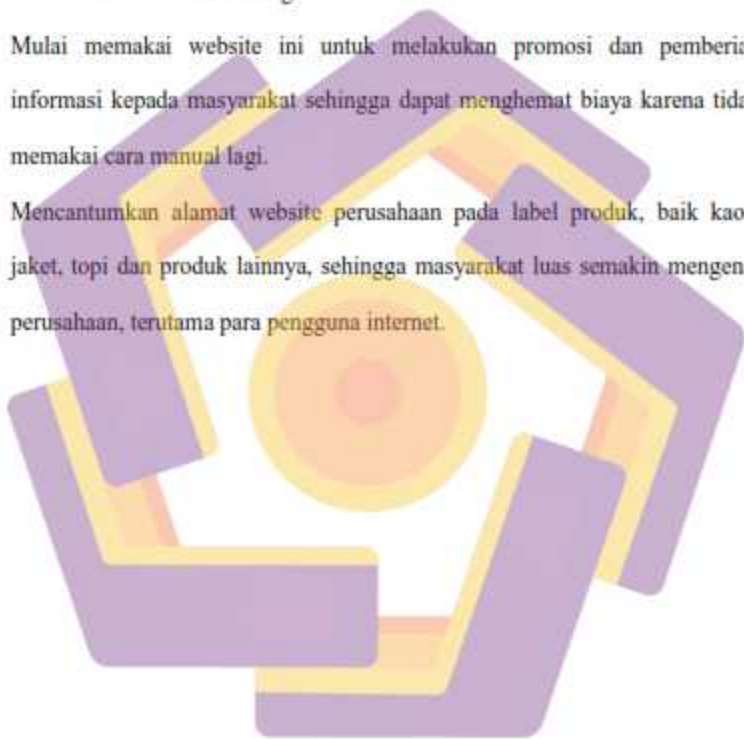 Mulai memakai website ini untuk melakukan promosi dan pemberia
informasi kepada masyarakat sehingga dapat menghemat biaya karena tida
memakai cara manual lagi.
Mencantumkan alamat website perusahaan pada label produk, baik kao
jaket, topi dan produk lainnya, sehingga masyarakat luas semakin mengen
perusahaan, terutama para pengguna internet.